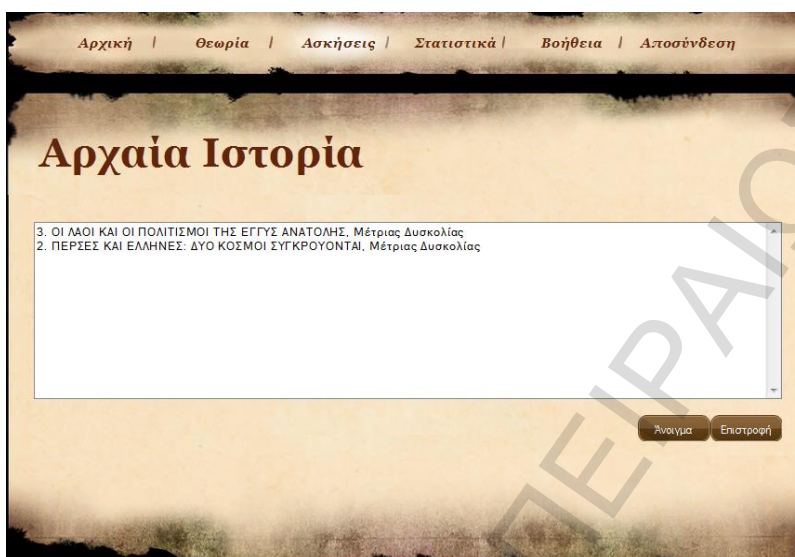 Αρχική | Θεωρία | Ασκήσεις | Στατιστικά | Βοήθεια | Αποσύνδεση
Αρχαία Ιστορία
3. ΟΙ ΛΑΟΙ ΚΑΙ ΟΙ ΠΟΛΙΤΙΣΜΟΙ ΤΗΣ ΕΓΓΥΣ ΑΝΑΤΟΛΗΣ, Μέτριας Δυσκολίας
2. ΠΕΡΣΕΣ ΚΑΙ ΕΛΛΗΝΕΣ: ΔΥΟ ΚΟΣΜΟΙ ΣΥΓΚΡΟΥΟΝΤΑΙ, Μέτριας Δυσκολίας
Άνοιγμα Επιστροφή